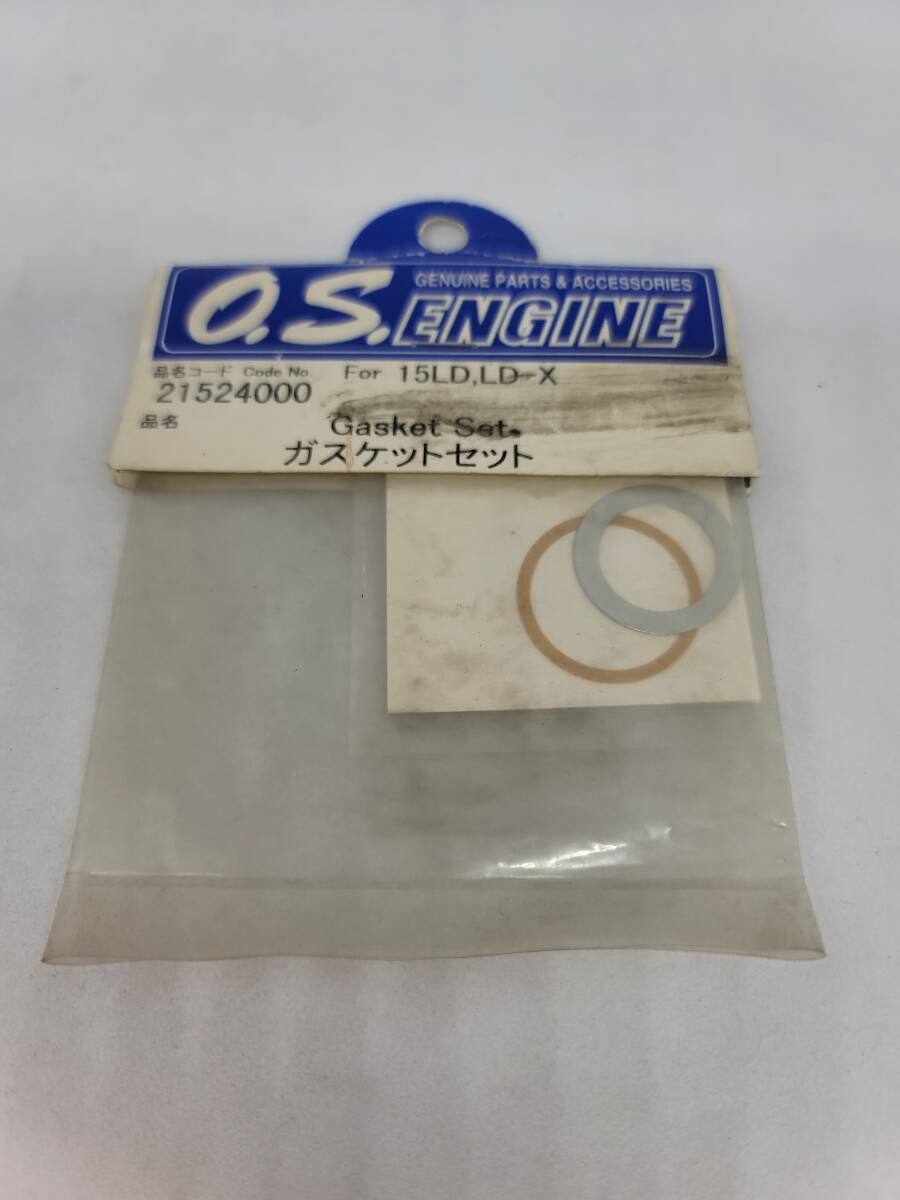 GENUINE PARTS & ACCESSORIES
O.S.ENGINE
品名コード Code No. For 15LD,LD-X
21524000
品名 Gasket Set.
ガスケットセット